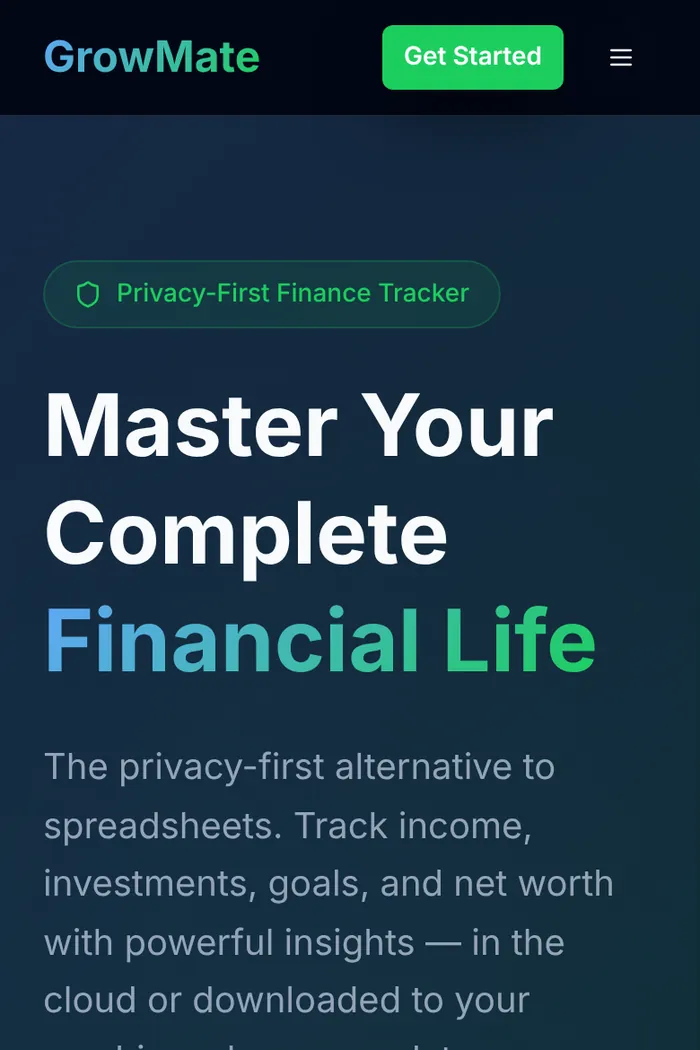 GrowMate
Get Started
Privacy-First Finance Tracker
Master Your
Complete
Financial Life
The privacy-first alternative to
spreadsheets. Track income,
investments, goals, and net worth
with powerful insights — in the
cloud or downloaded to your